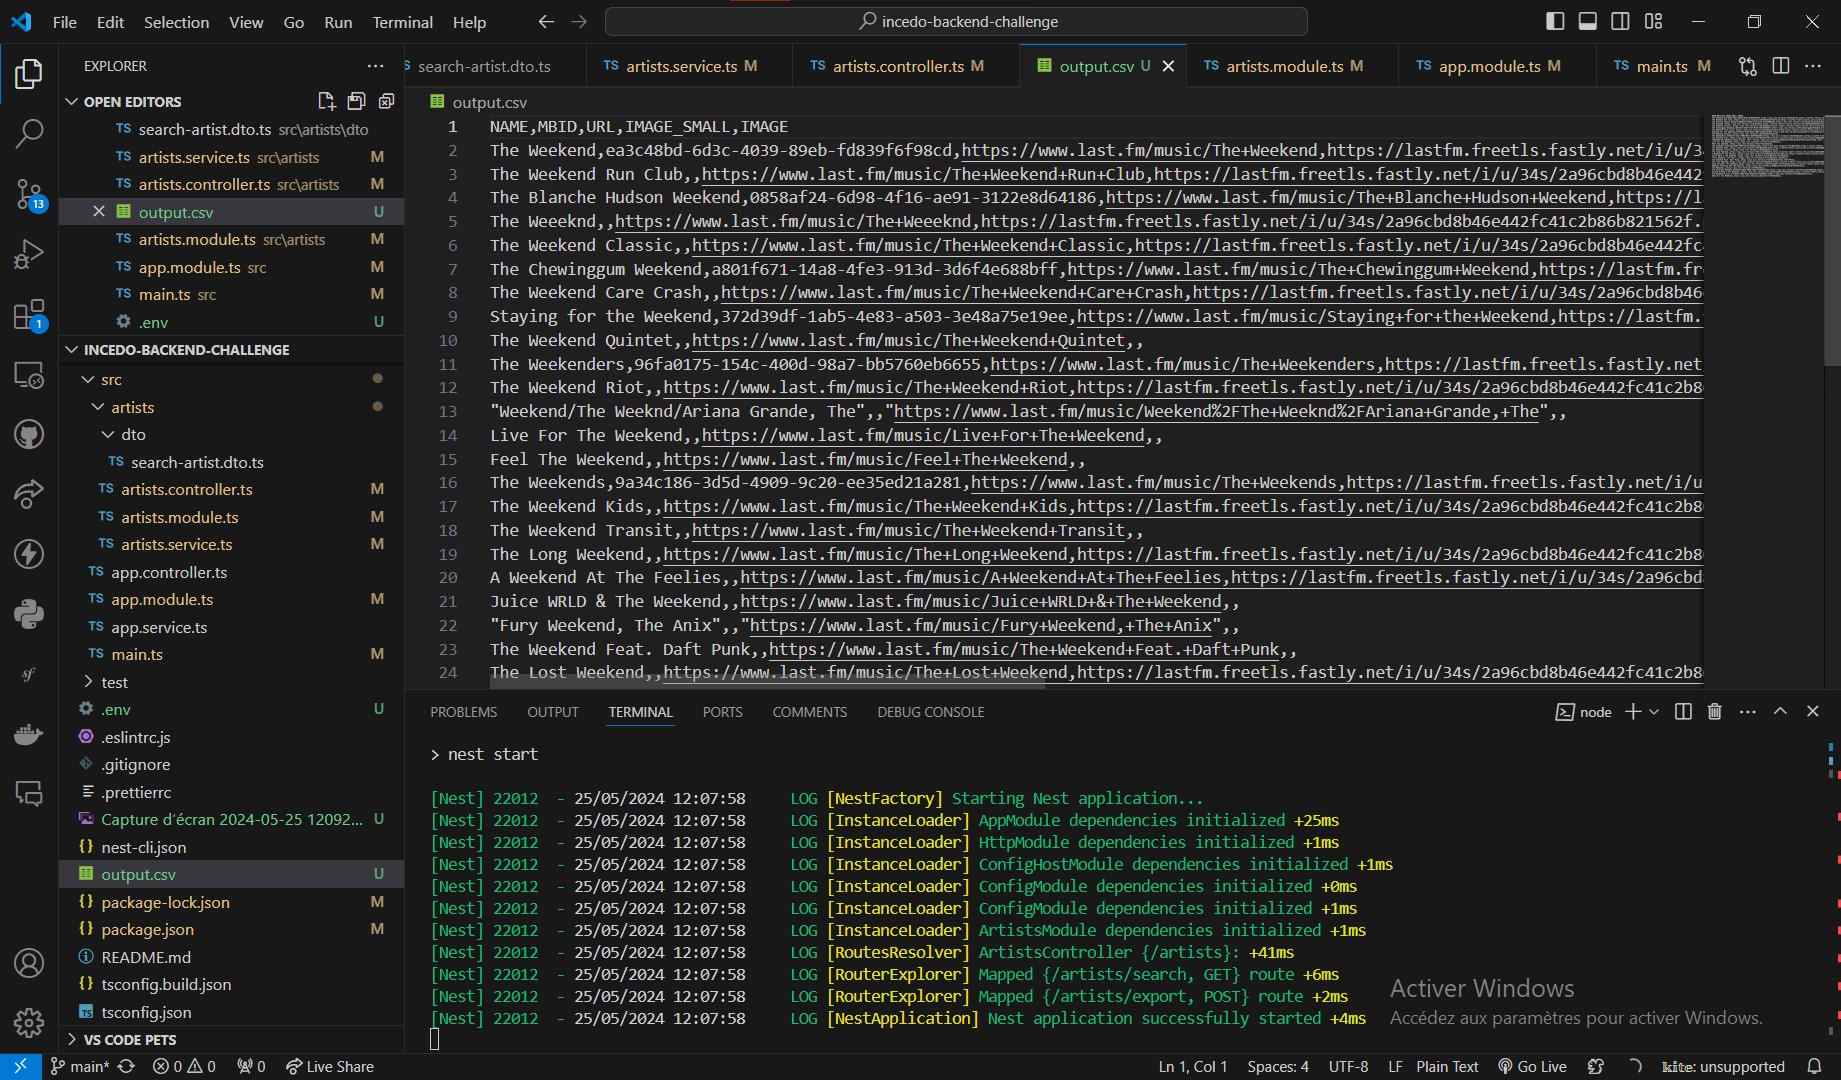 File Edit Selection View Go Run Terminal Help
incedo-backend-challenge
EXPLORER
search-artist.dto.ts
TS artists.service.ts M
TS artists.controller.ts M
output.csv U
TS artists.module.ts M
TS app.module.ts M
TS main.ts M
OPEN EDITORS
TS search-artist.dto.ts src\artists\dto
TS artists.service.ts src\artists M
TS artists.controller.ts src\artists M
output.csv U
TS artists.module.ts src\artists M
TS app.module.ts src M
TS main.ts src M
.env U
INCEDO-BACKEND-CHALLENGE
src
artists
dto
TS search-artist.dto.ts
TS artists.controller.ts M
TS artists.module.ts M
TS artists.service.ts M
TS app.controller.ts
TS app.module.ts M
TS app.service.ts
TS main.ts M
test
.env U
.eslintrc.js
.gitignore
.prettierrc
Capture d’écran 2024-05-25 12092... U
nest-cli.json
output.csv U
package-lock.json M
package.json M
README.md
tsconfig.build.json
tsconfig.json
VS CODE PETS
13
1
output.csv
1 NAME,MBID,URL,IMAGE_SMALL,IMAGE
2 The Weekend,ea3c48bd-6d3c-4039-89eb-fd839f6f98cd,https://www.last.fm/music/The+Weekend,https://lastfm.freetls.fastly.net/i/u/3
3 The Weekend Run Club,,https://www.last.fm/music/The+Weekend+Run+Club,https://lastfm.freetls.fastly.net/i/u/34s/2a96cbd8b46e442
4 The Blanche Hudson Weekend,0858af24-6d98-4f16-ae91-3122e8d64186,https://www.last.fm/music/The+Blanche+Hudson+Weekend,https://l
5 The Weeeknd,,https://www.last.fm/music/The+Weeeknd,https://lastfm.freetls.fastly.net/i/u/34s/2a96cbd8b46e442fc41c2b86b821562f.
6 The Weekend Classic,,https://www.last.fm/music/The+Weekend+Classic,https://lastfm.freetls.fastly.net/i/u/34s/2a96cbd8b46e442fc
7 The Chewinggum Weekend,a801f671-14a8-4fe3-913d-3d6f4e688bff,https://www.last.fm/music/The+Chewinggum+Weekend,https://lastfm.fr
8 The Weekend Care Crash,,https://www.last.fm/music/The+Weekend+Care+Crash,https://lastfm.freetls.fastly.net/i/u/34s/2a96cbd8b46
9 Staying for the Weekend,372d39df-1ab5-4e83-a503-3e48a75e19ee,https://www.last.fm/music/Staying+for+the+Weekend,https://lastfm.
10 The Weekend Quintet,,https://www.last.fm/music/The+Weekend+Quintet,,
11 The Weekenders,96fa0175-154c-400d-98a7-bb5760eb6655,https://www.last.fm/music/The+Weekenders,https://lastfm.freetls.fastly.net
12 The Weekend Riot,,https://www.last.fm/music/The+Weekend+Riot,https://lastfm.freetls.fastly.net/i/u/34s/2a96cbd8b46e442fc41c2b8
13 "Weekend/The Weeknd/Ariana Grande, The",,"https://www.last.fm/music/Weekend%2FThe+Weeknd%2FAriana+Grande,+The",,
14 Live For The Weekend,,https://www.last.fm/music/Live+For+The+Weekend,,
15 Feel The Weekend,,https://www.last.fm/music/Feel+The+Weekend,,
16 The Weekends,9a34c186-3d5d-4909-9c20-ee35ed21a281,https://www.last.fm/music/The+Weekends,https://lastfm.freetls.fastly.net/i/u
17 The Weekend Kids,,https://www.last.fm/music/The+Weekend+Kids,https://lastfm.freetls.fastly.net/i/u/34s/2a96cbd8b46e442fc41c2b8
18 The Weekend Transit,,https://www.last.fm/music/The+Weekend+Transit,,
19 The Long Weekend,,https://www.last.fm/music/The+Long+Weekend,https://lastfm.freetls.fastly.net/i/u/34s/2a96cbd8b46e442fc41c2b8
20 A Weekend At The Feelies,,https://www.last.fm/music/A+Weekend+At+The+Feelies,https://lastfm.freetls.fastly.net/i/u/34s/2a96cbd
21 Juice WRLD & The Weekend,,https://www.last.fm/music/Juice+WRLD+&+The+Weekend,,
22 "Fury Weekend, The Anix",,"https://www.last.fm/music/Fury+Weekend,+The+Anix",,
23 The Weekend Feat. Daft Punk,,https://www.last.fm/music/The+Weekend+Feat.+Daft+Punk,,
24 The Lost Weekend,,https://www.last.fm/music/The+Lost+Weekend,https://lastfm.freetls.fastly.net/i/u/34s/2a96cbd8b46e442fc41c2b8
PROBLEMS OUTPUT TERMINAL PORTS COMMENTS DEBUG CONSOLE
node
> nest start
[Nest] 22012 - 25/05/2024 12:07:58 LOG [NestFactory] Starting Nest application...
[Nest] 22012 - 25/05/2024 12:07:58 LOG [InstanceLoader] AppModule dependencies initialized +25ms
[Nest] 22012 - 25/05/2024 12:07:58 LOG [InstanceLoader] HttpModule dependencies initialized +1ms
[Nest] 22012 - 25/05/2024 12:07:58 LOG [InstanceLoader] ConfigHostModule dependencies initialized +1ms
[Nest] 22012 - 25/05/2024 12:07:58 LOG [InstanceLoader] ConfigModule dependencies initialized +0ms
[Nest] 22012 - 25/05/2024 12:07:58 LOG [InstanceLoader] ConfigModule dependencies initialized +1ms
[Nest] 22012 - 25/05/2024 12:07:58 LOG [InstanceLoader] ArtistsModule dependencies initialized +1ms
[Nest] 22012 - 25/05/2024 12:07:58 LOG [RoutesResolver] ArtistsController {/artists}: +41ms
[Nest] 22012 - 25/05/2024 12:07:58 LOG [RouterExplorer] Mapped {/artists/search, GET} route +6ms
[Nest] 22012 - 25/05/2024 12:07:58 LOG [RouterExplorer] Mapped {/artists/export, POST} route +2ms
[Nest] 22012 - 25/05/2024 12:07:58 LOG [NestApplication] Nest application successfully started +4ms
Activer Windows
Accédez aux paramètres pour activer Windows.
main* 0 0 0 Live Share
Ln 1, Col 1 Spaces: 4 UTF-8 LF Plain Text Go Live kite: unsupported